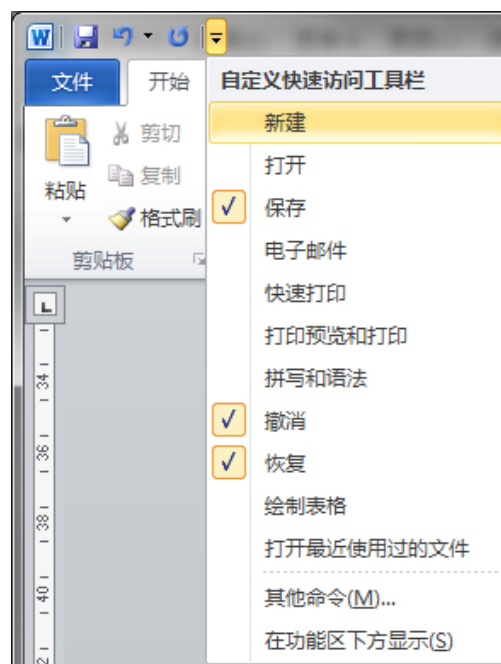 W
文件 开始
自定义快速访问工具栏
新建
打开
保存
电子邮件
快速打印
打印预览和打印
拼写和语法
撤消
恢复
绘制表格
打开最近使用过的文件
其他命令(M)...
在功能区下方显示(S)
粘贴
剪切
复制
格式刷
剪贴板
L
34
36
38
40